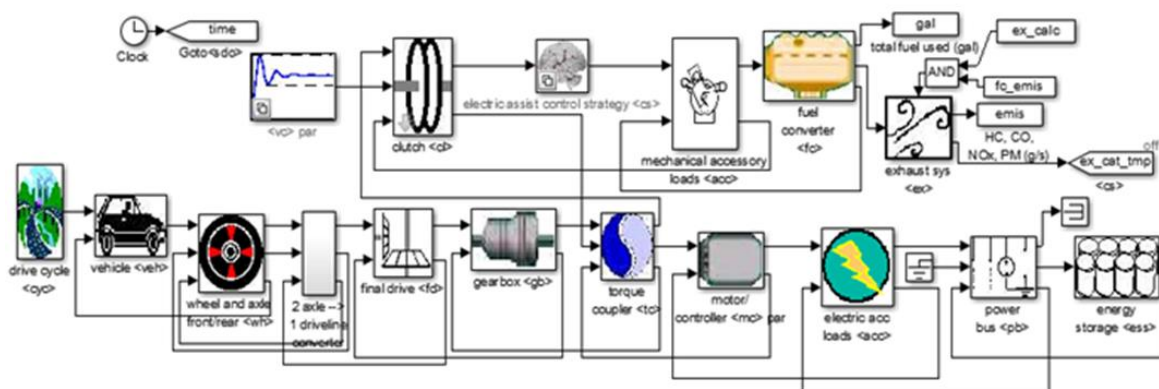 time
Clock
Goto<sdo>
<vc> par
clutch <cl>
electric assist control strategy <cs>
mechanical accessory
loads <acc>
fuel
converter
<fc>
gal
total fuel used (gal)
ex_calc
AND
fc_emis
emis
HC, CO,
NOx, PM (g/s)
exhaust sys
<ex>
off
ex_cat_tmp
<cs>
drive cycle
<cyc>
vehicle <veh>
wheel and axle
front/rear <wh>
2 axle -->
1 driveline
converter
final drive <fd>
gearbox <gb>
torque
coupler <tc>
motor/
controller <mc> par
electric acc
loads <acc>
power
bus <pb>
energy
storage <ess>